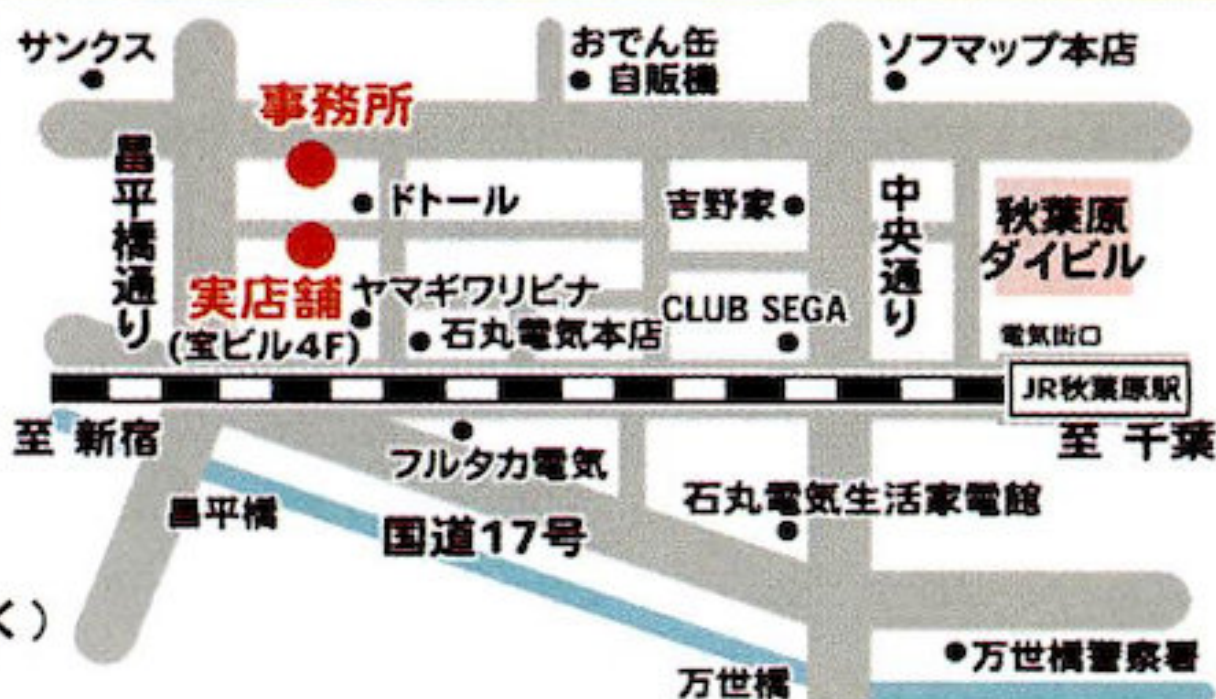 サンクス
おでん缶
自販機
ソフマップ本店
事務所
昌平橋通り
ドトール
吉野家
中央通り
秋葉原
ダイビル
実店舗
(宝ビル4F)
ヤマギワリビナ
石丸電気本店
CLUB SEGA
電気街口
JR秋葉原駅
至 新宿
至 千葉
フルタカ電気
石丸電気生活家電館
昌平橋
国道17号
く）
万世橋警察署
万世橋